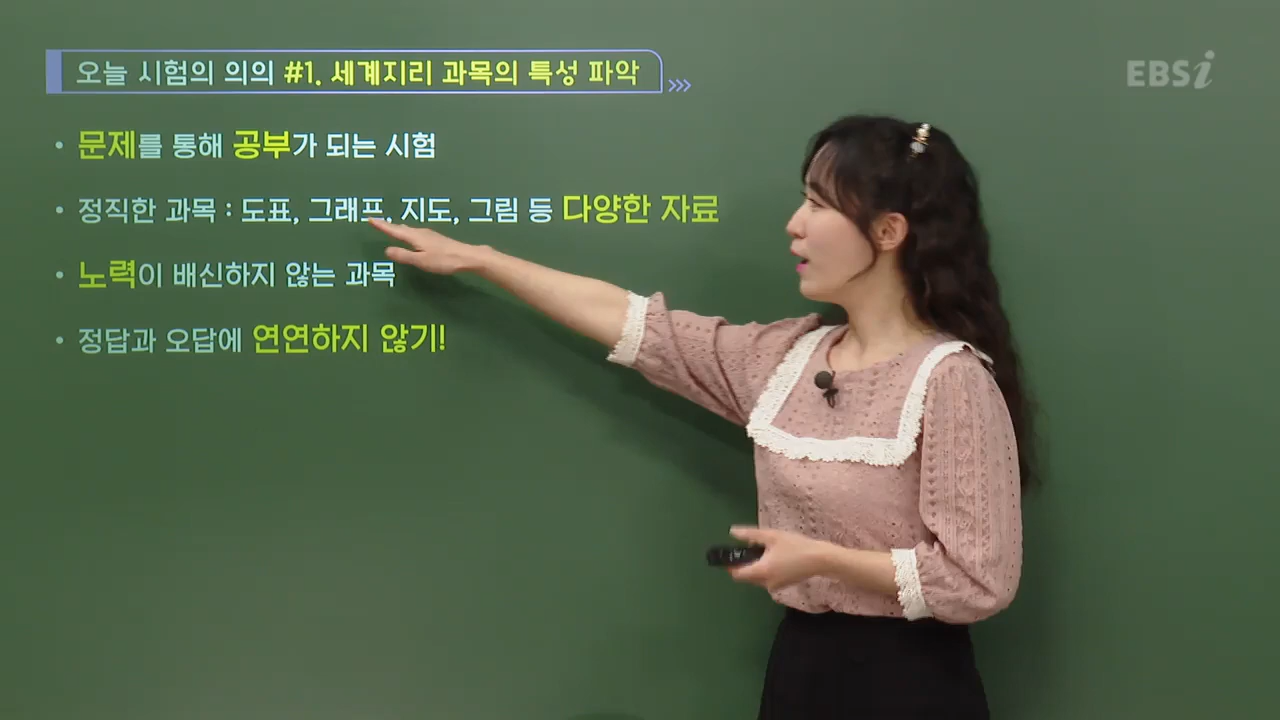 오늘 시험의 의의 #1. 세계지리 과목의 특성 파악
EBSi
• 문제를 통해 공부가 되는 시험
• 정직한 과목 : 도표, 그래프, 지도, 그림 등 다양한 자료
• 노력이 배신하지 않는 과목
• 정답과 오답에 연연하지 않기!